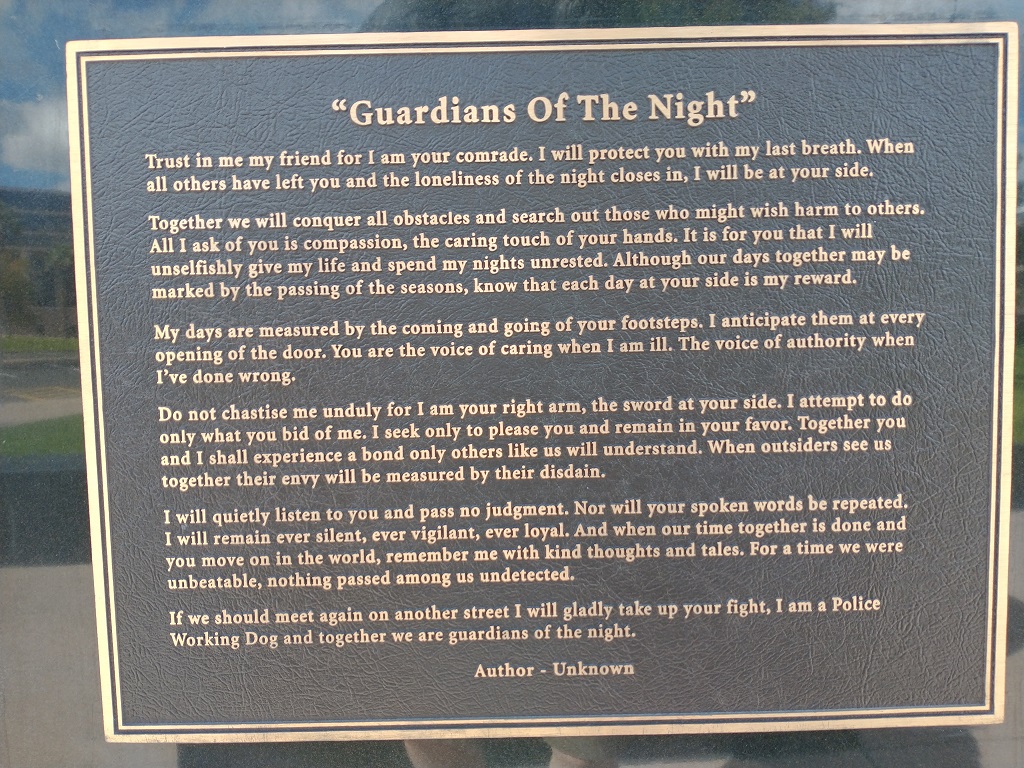 “Guardians Of The Night”
Trust in me my friend for I am your comrade. I will protect you with my last breath. When
all others have left you and the loneliness of the night closes in, I will be at your side.
Together we will conquer all obstacles and search out those who might wish harm to others.
All I ask of you is compassion, the caring touch of your hands. It is for you that I will
unselfishly give my life and spend my nights unrested. Although our days together may be
marked by the passing of the seasons, know that each day at your side is my reward.
My days are measured by the coming and going of your footsteps. I anticipate them at every
opening of the door. You are the voice of caring when I am ill. The voice of authority when
I’ve done wrong.
Do not chastise me unduly for I am your right arm, the sword at your side. I attempt to do
only what you bid of me. I seek only to please you and remain in your favor. Together you
and I shall experience a bond only others like us will understand. When outsiders see us
together their envy will be measured by their disdain.
I will quietly listen to you and pass no judgment. Nor will your spoken words be repeated.
I will remain ever silent, ever vigilant, ever loyal. And when our time together is done and
you move on in the world, remember me with kind thoughts and tales. For a time we were
unbeatable, nothing passed among us undetected.
If we should meet again on another street I will gladly take up your fight, I am a Police
Working Dog and together we are guardians of the night.
Author - Unknown